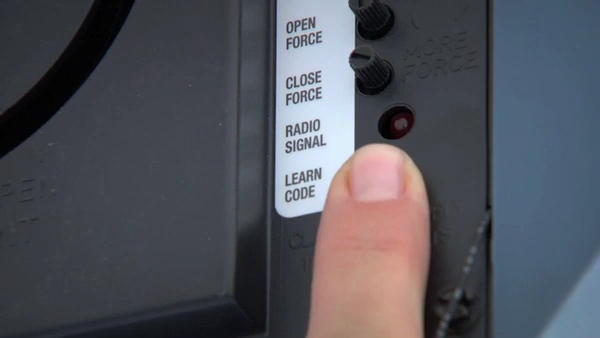 OPEN
FORCE
CLOSE
FORCE
MORE
FORCE
RADIO
SIGNAL
LEARN
CODE